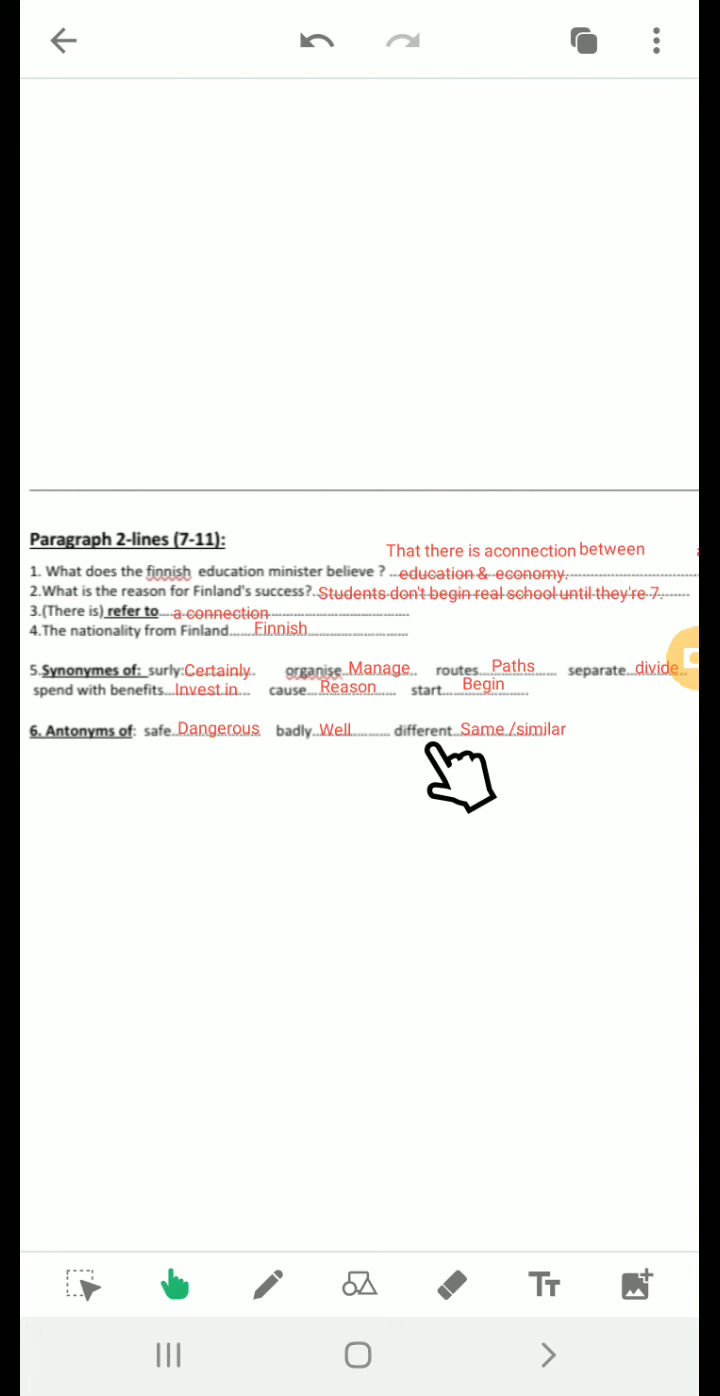 Paragraph 2-lines (7-11):
That there is aconnection between
1. What does the finnish education minister believe ? ..education & economy.
2.What is the reason for Finland's success?..Students don't begin real school until they're 7.
3.(There is) refer to....a connection
4.The nationality from Finland......Finnish
5.Synonymes of: surly:Certainly.. organise..Manage.. routes...Paths..... separate..divide..
spend with benefits...Invest in... cause...Reason..... start....Begin
6. Antonyms of: safe..Dangerous badly..Well.......... different..Same /similar
TT